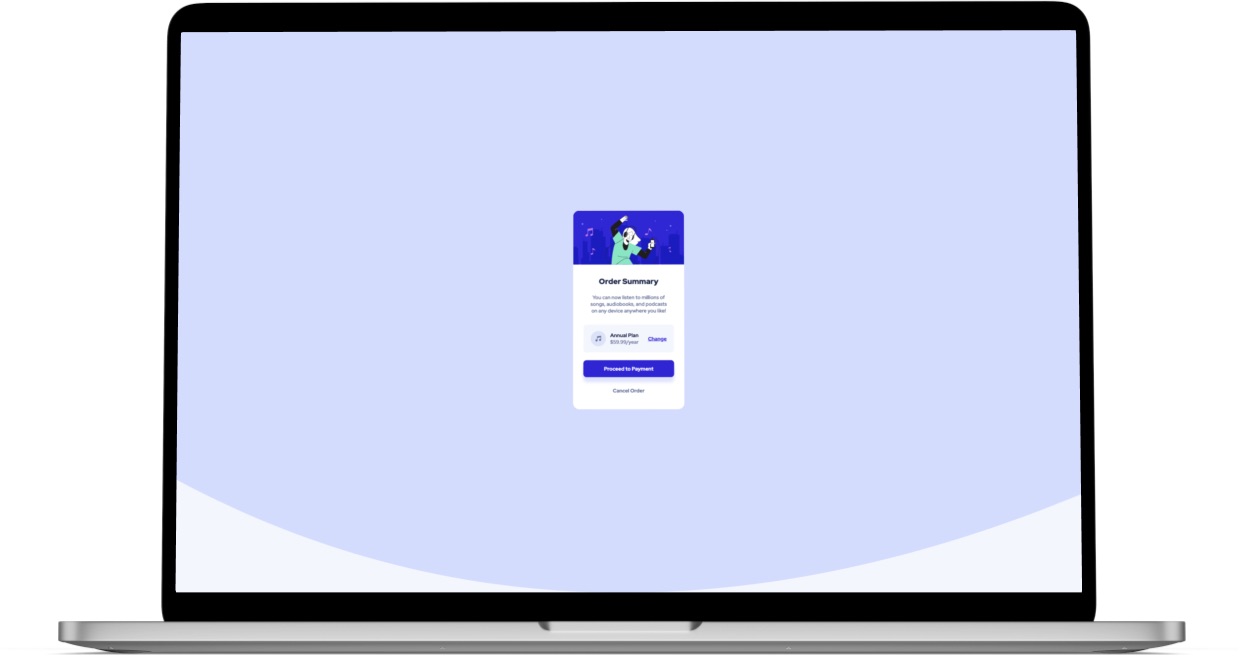 Order Summary
You can now listen to millions of
songs, audiobooks, and podcasts
on any device anywhere you like!
Annual Plan
$59.99/year
Change
Proceed to Payment
Cancel Order